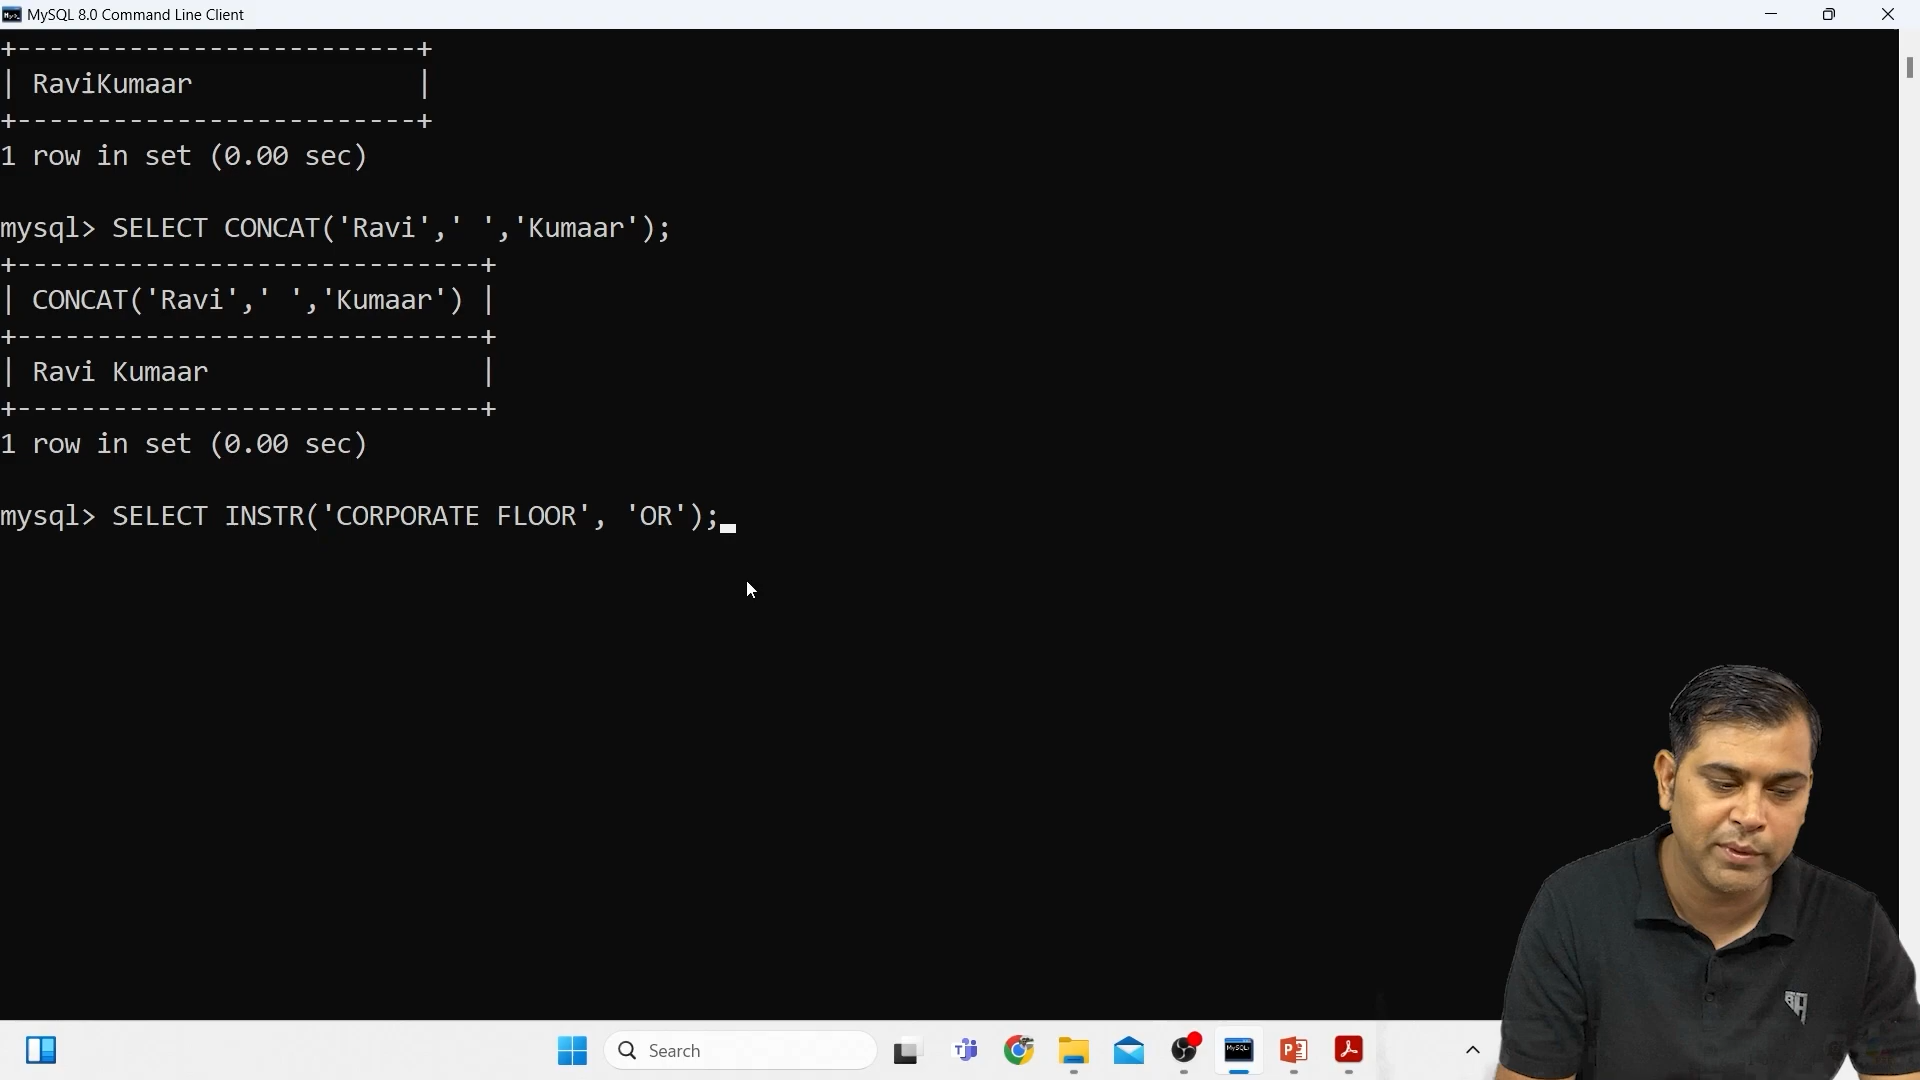 MySQL 8.0 Command Line Client
+-------------------------+
| RaviKumaar              |
+-------------------------+
1 row in set (0.00 sec)
mysql> SELECT CONCAT('Ravi',' ','Kumaar');
+-----------------------------+
| CONCAT('Ravi',' ','Kumaar') |
+-----------------------------+
| Ravi Kumaar                 |
+-----------------------------+
1 row in set (0.00 sec)
mysql> SELECT INSTR('CORPORATE FLOOR', 'OR');
Search
MySQL